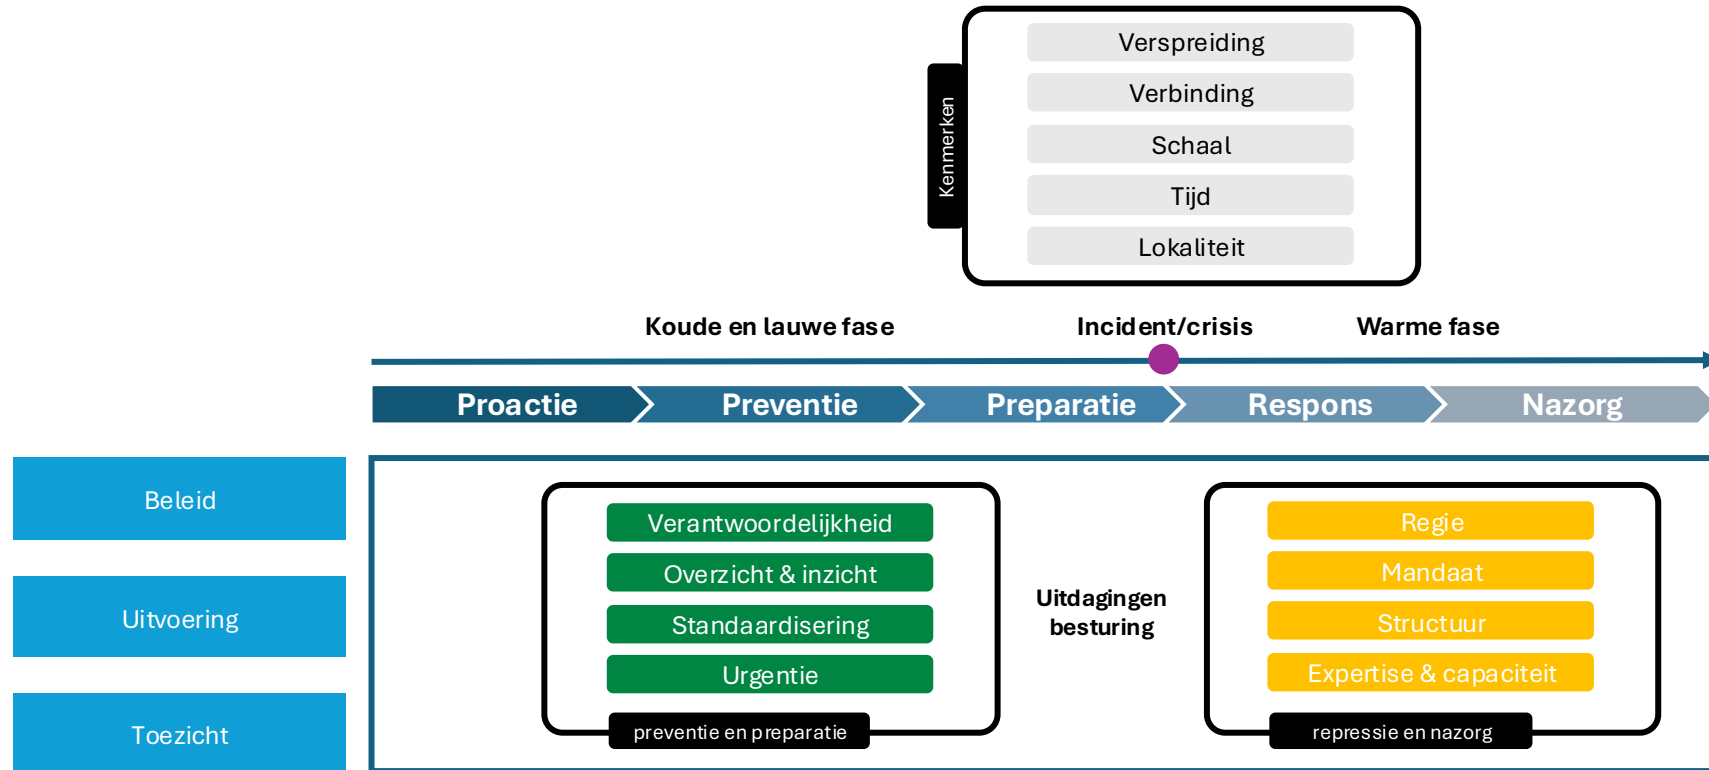 Verspreiding
Verbinding
Kenmerken
Schaal
Tijd
Lokaliteit
Koude en lauwe fase
Incident/crisis
Warme fase
Proactie
Preventie
Preparatie
Respons
Nazorg
Beleid
Uitvoering
Toezicht
Verantwoordelijkheid
Overzicht & inzicht
Standaardisering
Urgentie
preventie en preparatie
Uitdagingen
besturing
Regie
Mandaat
Structuur
Expertise & capaciteit
repressie en nazorg